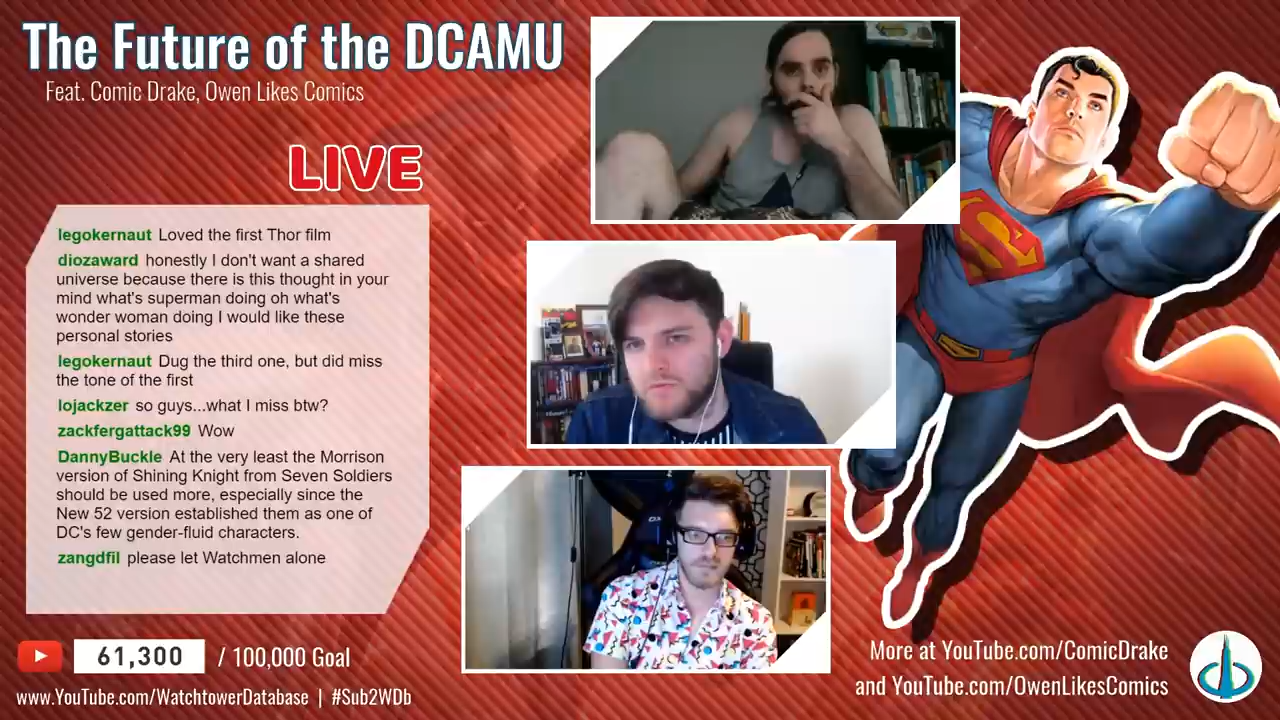 The Future of the DCAMU
Feat. Comic Drake, Owen Likes Comics
LIVE
legokernaut Loved the first Thor film
diozaward honestly I don't want a shared
universe because there is this thought in your
mind what's superman doing oh what's
wonder woman doing I would like these
personal stories
legokernaut Dug the third one, but did miss
the tone of the first
lojackzer so guys...what I miss btw?
zackfergattack99 Wow
DannyBuckle At the very least the Morrison
version of Shining Knight from Seven Soldiers
should be used more, especially since the
New 52 version established them as one of
DC's few gender-fluid characters.
zangdfil please let Watchmen alone
61,300 / 100,000 Goal
www.YouTube.com/WatchtowerDatabase | #Sub2WDb
More at YouTube.com/ComicDrake
and YouTube.com/OwenLikesComics